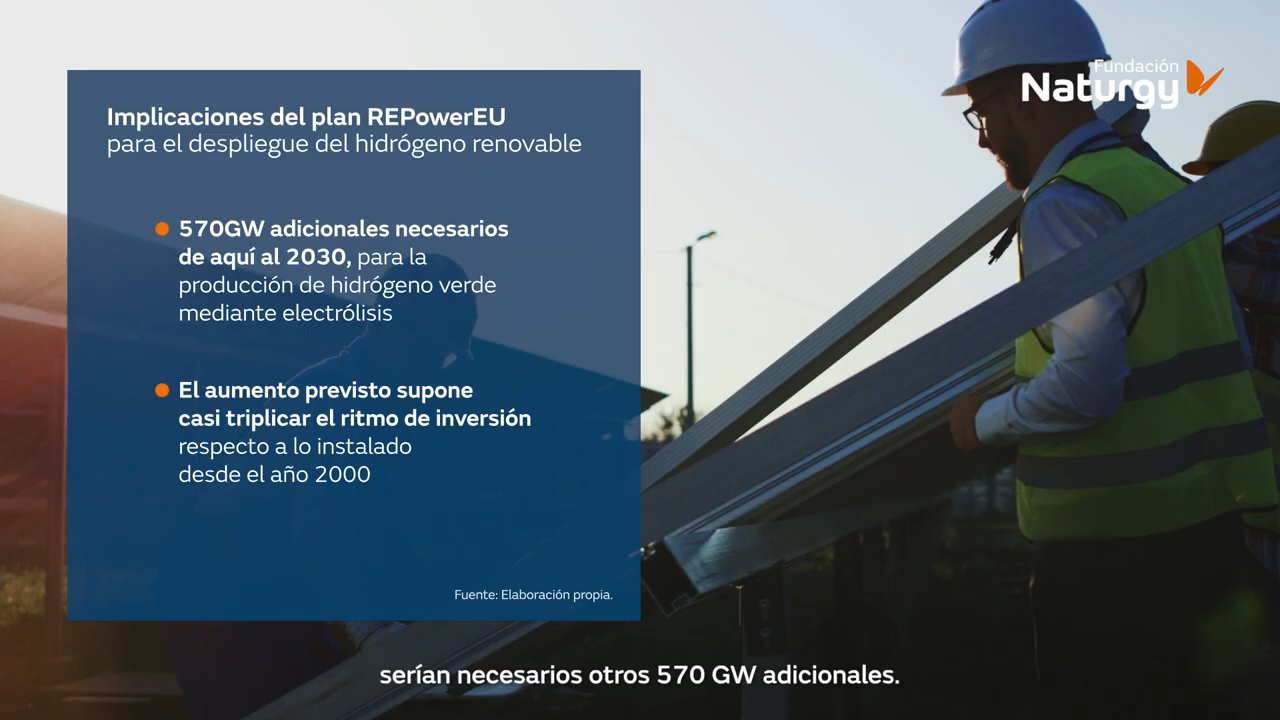 Fundación
Naturgy
Implicaciones del plan REPowerEU
para el despliegue del hidrógeno renovable
570GW adicionales necesarios
de aquí al 2030, para la
producción de hidrógeno verde
mediante electrólisis
El aumento previsto supone
casi triplicar el ritmo de inversión
respecto a lo instalado
desde el año 2000
Fuente: Elaboración propia.
serían necesarios otros 570 GW adicionales.